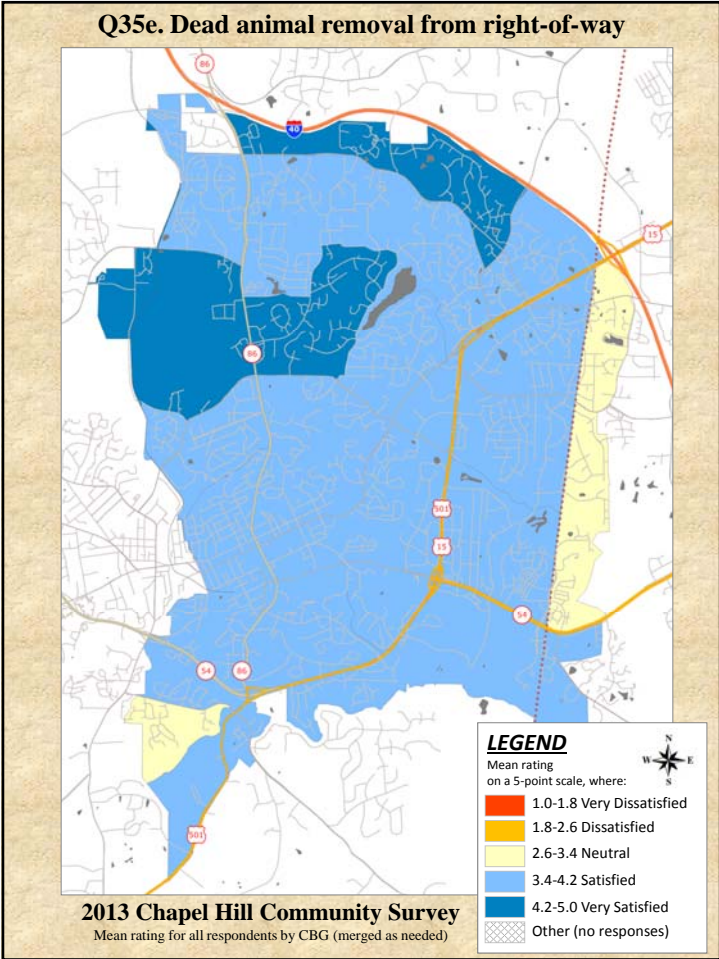 Q35e. Dead animal removal from right-of-way
86
40
15
86
501
15
54
54
86
501
LEGEND
Mean rating
on a 5-point scale, where:
N
W E
S
1.0-1.8 Very Dissatisfied
1.8-2.6 Dissatisfied
2.6-3.4 Neutral
3.4-4.2 Satisfied
4.2-5.0 Very Satisfied
Other (no responses)
2013 Chapel Hill Community Survey
Mean rating for all respondents by CBG (merged as needed)